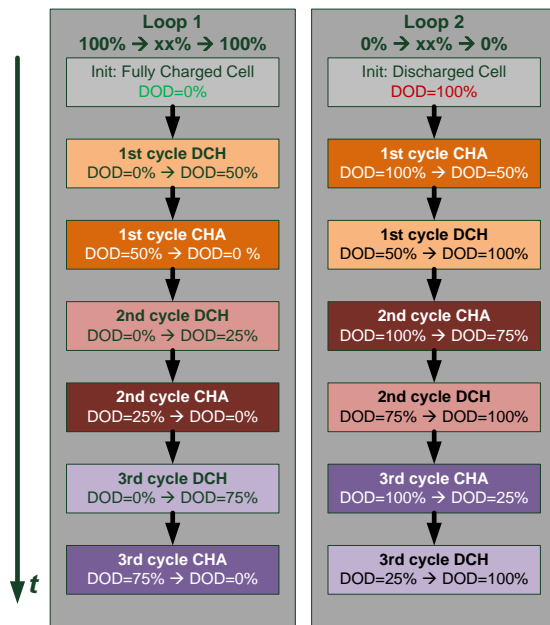 Loop 1
100% → xx% → 100%
Init: Fully Charged Cell
DOD=0%
1st cycle DCH
DOD=0% → DOD=50%
1st cycle CHA
DOD=50% → DOD=0 %
2nd cycle DCH
DOD=0% → DOD=25%
2nd cycle CHA
DOD=25% → DOD=0%
3rd cycle DCH
DOD=0% → DOD=75%
3rd cycle CHA
DOD=75% → DOD=0%
Loop 2
0% → xx% → 0%
Init: Discharged Cell
DOD=100%
1st cycle CHA
DOD=100% → DOD=50%
1st cycle DCH
DOD=50% → DOD=100%
2nd cycle CHA
DOD=100% → DOD=75%
2nd cycle DCH
DOD=75% → DOD=100%
3rd cycle CHA
DOD=100% → DOD=25%
3rd cycle DCH
DOD=25% → DOD=100%
t